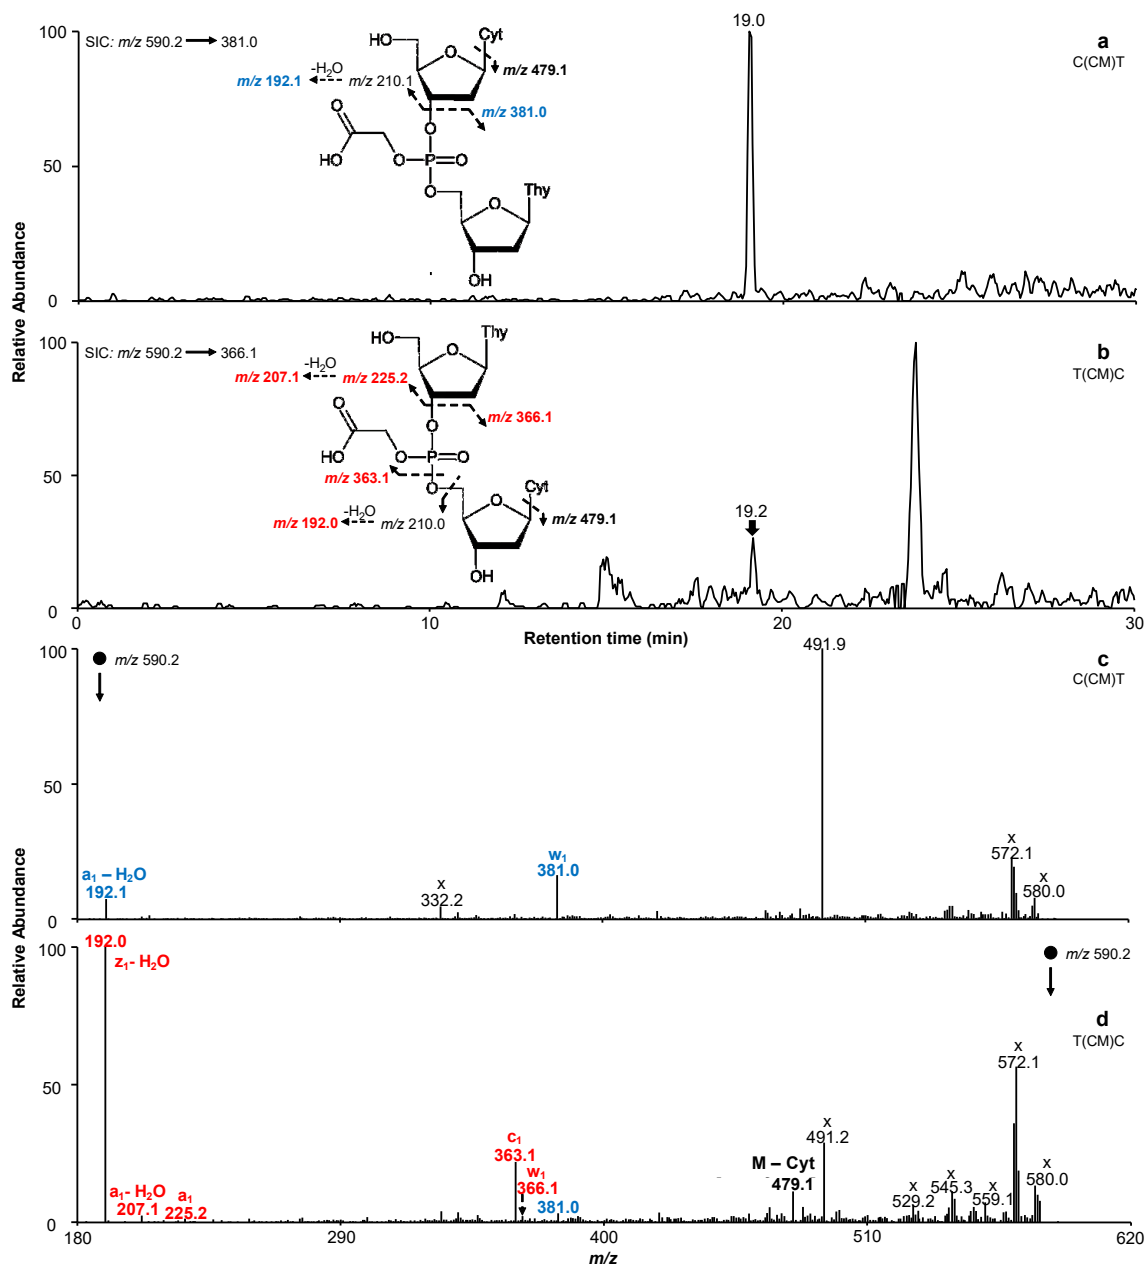 100
SIC: m/z 590.2 → 381.0
HO
Cyt
O
19.0
a
C(CM)T
m/z 479.1
-H₂O
m/z 192.1
m/z 210.1
m/z 381.0
O
O
HO
O
P
O
O
50
Thy
O
OH
0
10
Relative Abundance
100
SIC: m/z 590.2 → 366.1
HO
Thy
O
b
T(CM)C
-H₂O
m/z 207.1
m/z 225.2
m/z 366.1
O
O
HO
O
P
O
50
m/z 363.1
O
Cyt
O
-H₂O
m/z 192.0
m/z 210.0
m/z 479.1
19.2
OH
0
0
10
20
30
Retention time (min)
100
m/z 590.2
491.9
c
C(CM)T
50
a₁ – H₂O
192.1
x
332.2
w₁
381.0
x
572.1
x
580.0
0
Relative Abundance
100
192.0
z₁- H₂O
m/z 590.2
d
T(CM)C
50
x
572.1
c₁
363.1
w₁
366.1
381.0
M – Cyt
479.1
x
491.2
x
529.2
x
545.3
x
559.1
x
580.0
a₁- H₂O
207.1
a₁
225.2
0
180
290
400
510
620
m/z